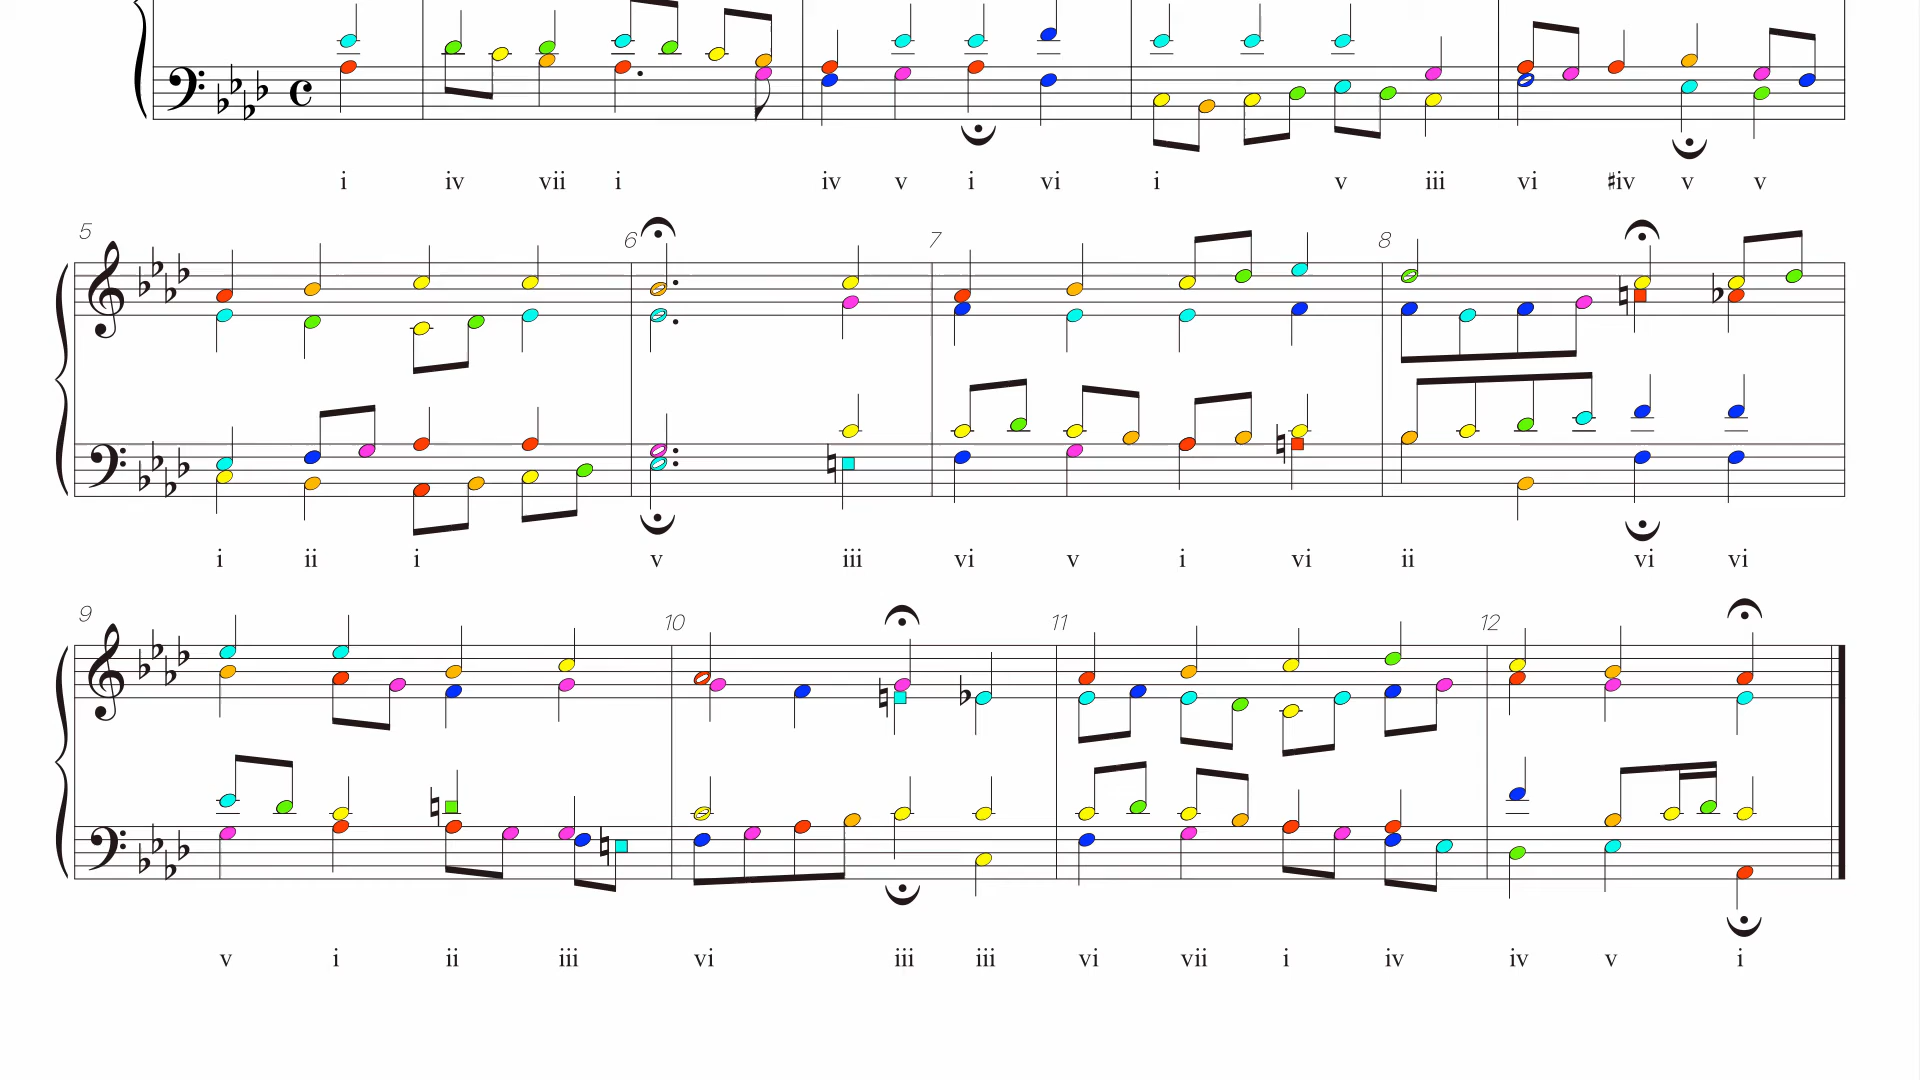 i iv vii i iv v i vi i v iii vi ♯iv v v
5 6 7 8
i ii i v iii vi v i vi ii vi vi
9 10 11 12
v i ii iii vi iii iii vi vii i iv iv v i